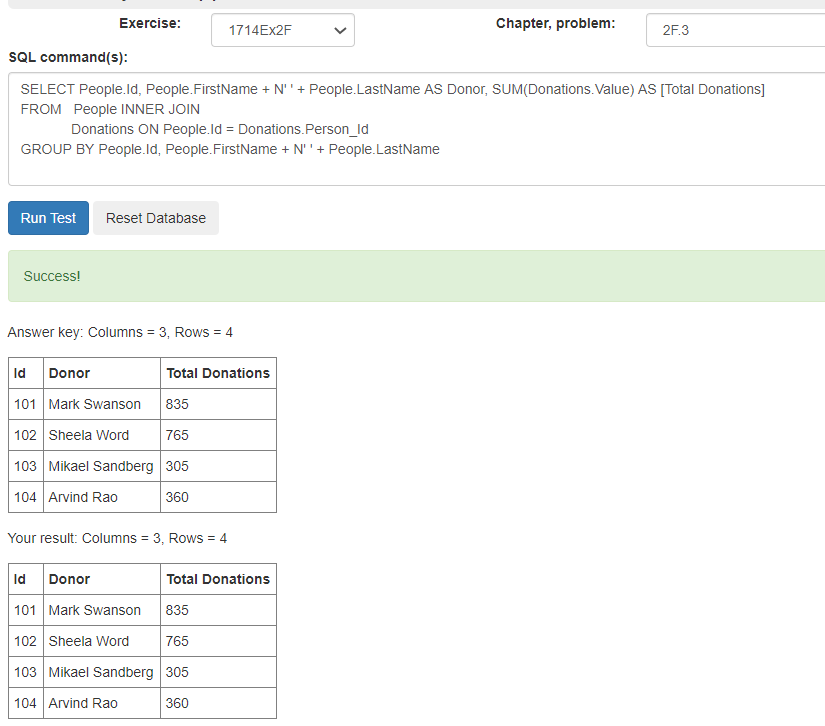 Exercise: 1714Ex2F Chapter, problem: 2F.3
SQL command(s):
SELECT People.Id, People.FirstName + N' ' + People.LastName AS Donor, SUM(Donations.Value) AS [Total Donations]
FROM People INNER JOIN
Donations ON People.Id = Donations.Person_Id
GROUP BY People.Id, People.FirstName + N' ' + People.LastName
Run Test Reset Database
Success!
Answer key: Columns = 3, Rows = 4
Id Donor Total Donations
101 Mark Swanson 835
102 Sheela Word 765
103 Mikael Sandberg 305
104 Arvind Rao 360
Your result: Columns = 3, Rows = 4
Id Donor Total Donations
101 Mark Swanson 835
102 Sheela Word 765
103 Mikael Sandberg 305
104 Arvind Rao 360